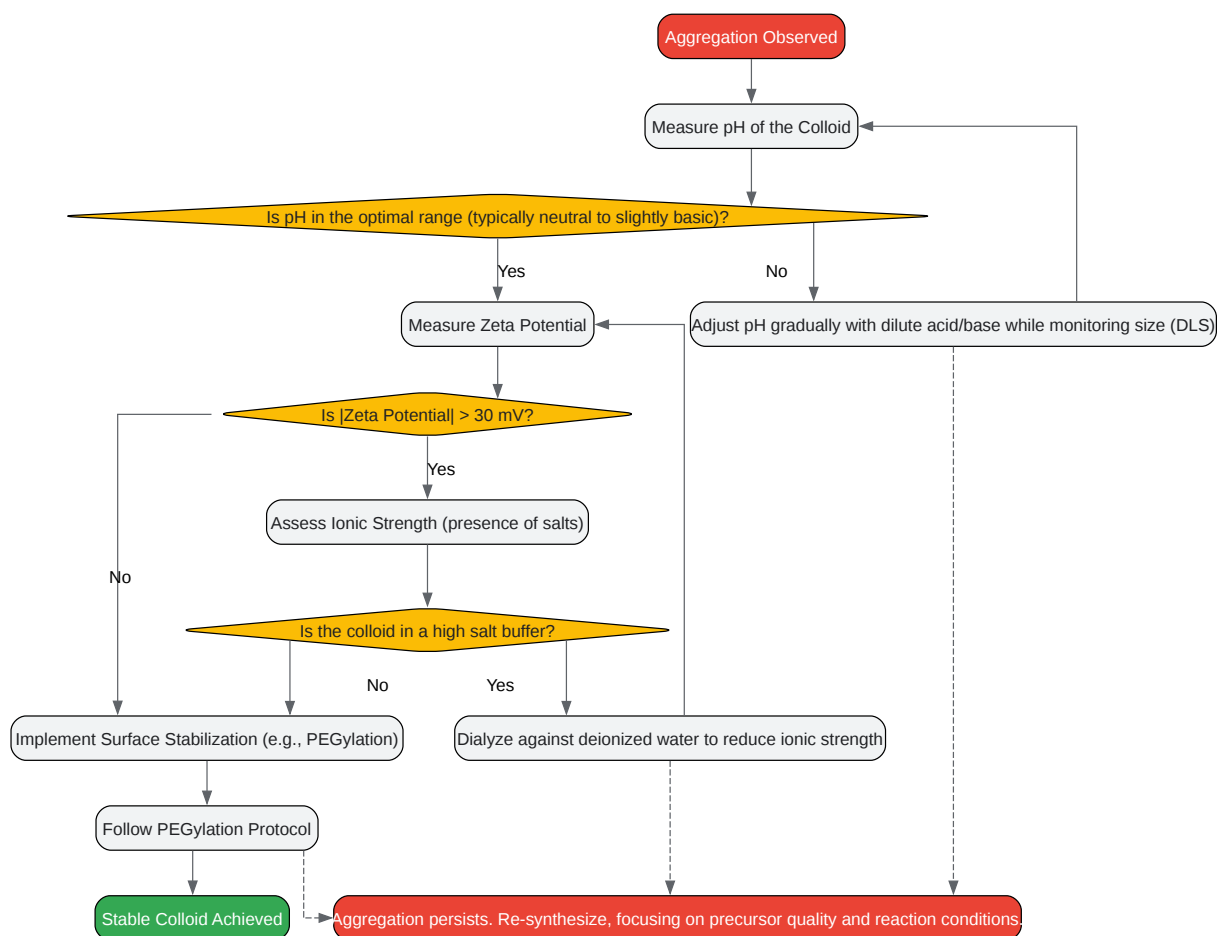 Aggregation Observed
Measure pH of the Colloid
Is pH in the optimal range (typically neutral to slightly basic)?
Yes
No
Measure Zeta Potential
Adjust pH gradually with dilute acid/base while monitoring size (DLS)
Is |Zeta Potential| > 30 mV?
Yes
Assess Ionic Strength (presence of salts)
No
Is the colloid in a high salt buffer?
No
Yes
Implement Surface Stabilization (e.g., PEGylation)
Dialyze against deionized water to reduce ionic strength
Follow PEGylation Protocol
Stable Colloid Achieved
Aggregation persists. Re-synthesize, focusing on precursor quality and reaction conditions.